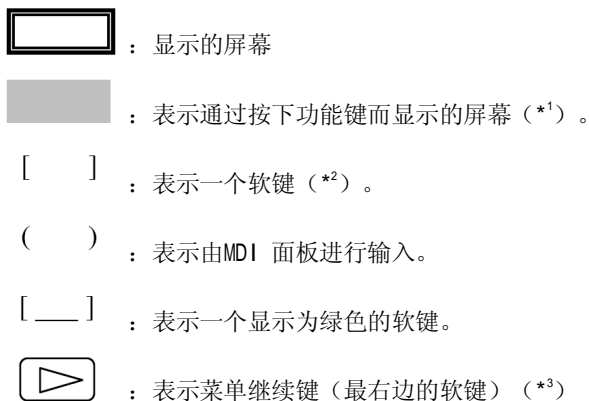 ：显示的屏幕
：表示通过按下功能键而显示的屏幕（*1）。
[ ] ：表示一个软键（*2）。
( ) ：表示由MDI 面板进行输入。
[ __ ] ：表示一个显示为绿色的软键。
：表示菜单继续键（最右边的软键）（*3）